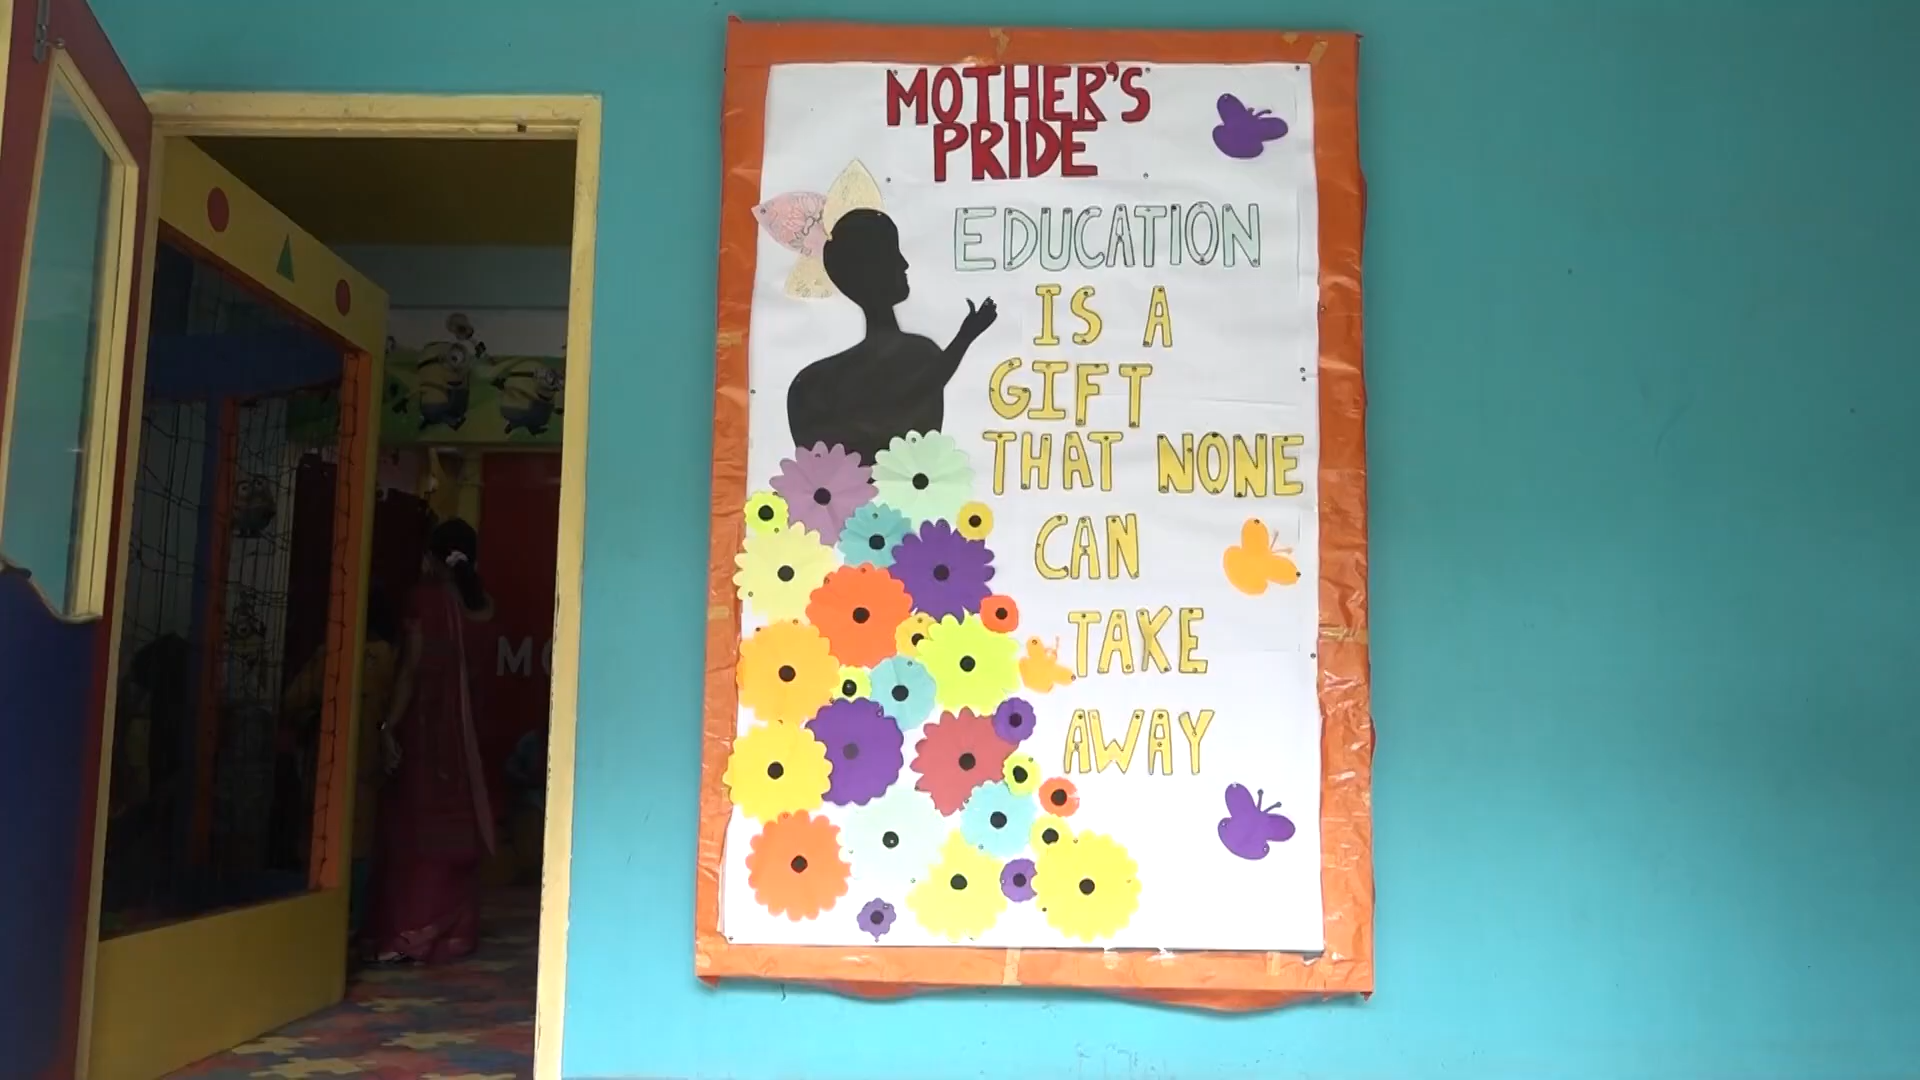 MOTHER'S
PRIDE
EDUCATION
IS A
GIFT
THAT NONE
CAN
TAKE
AWAY